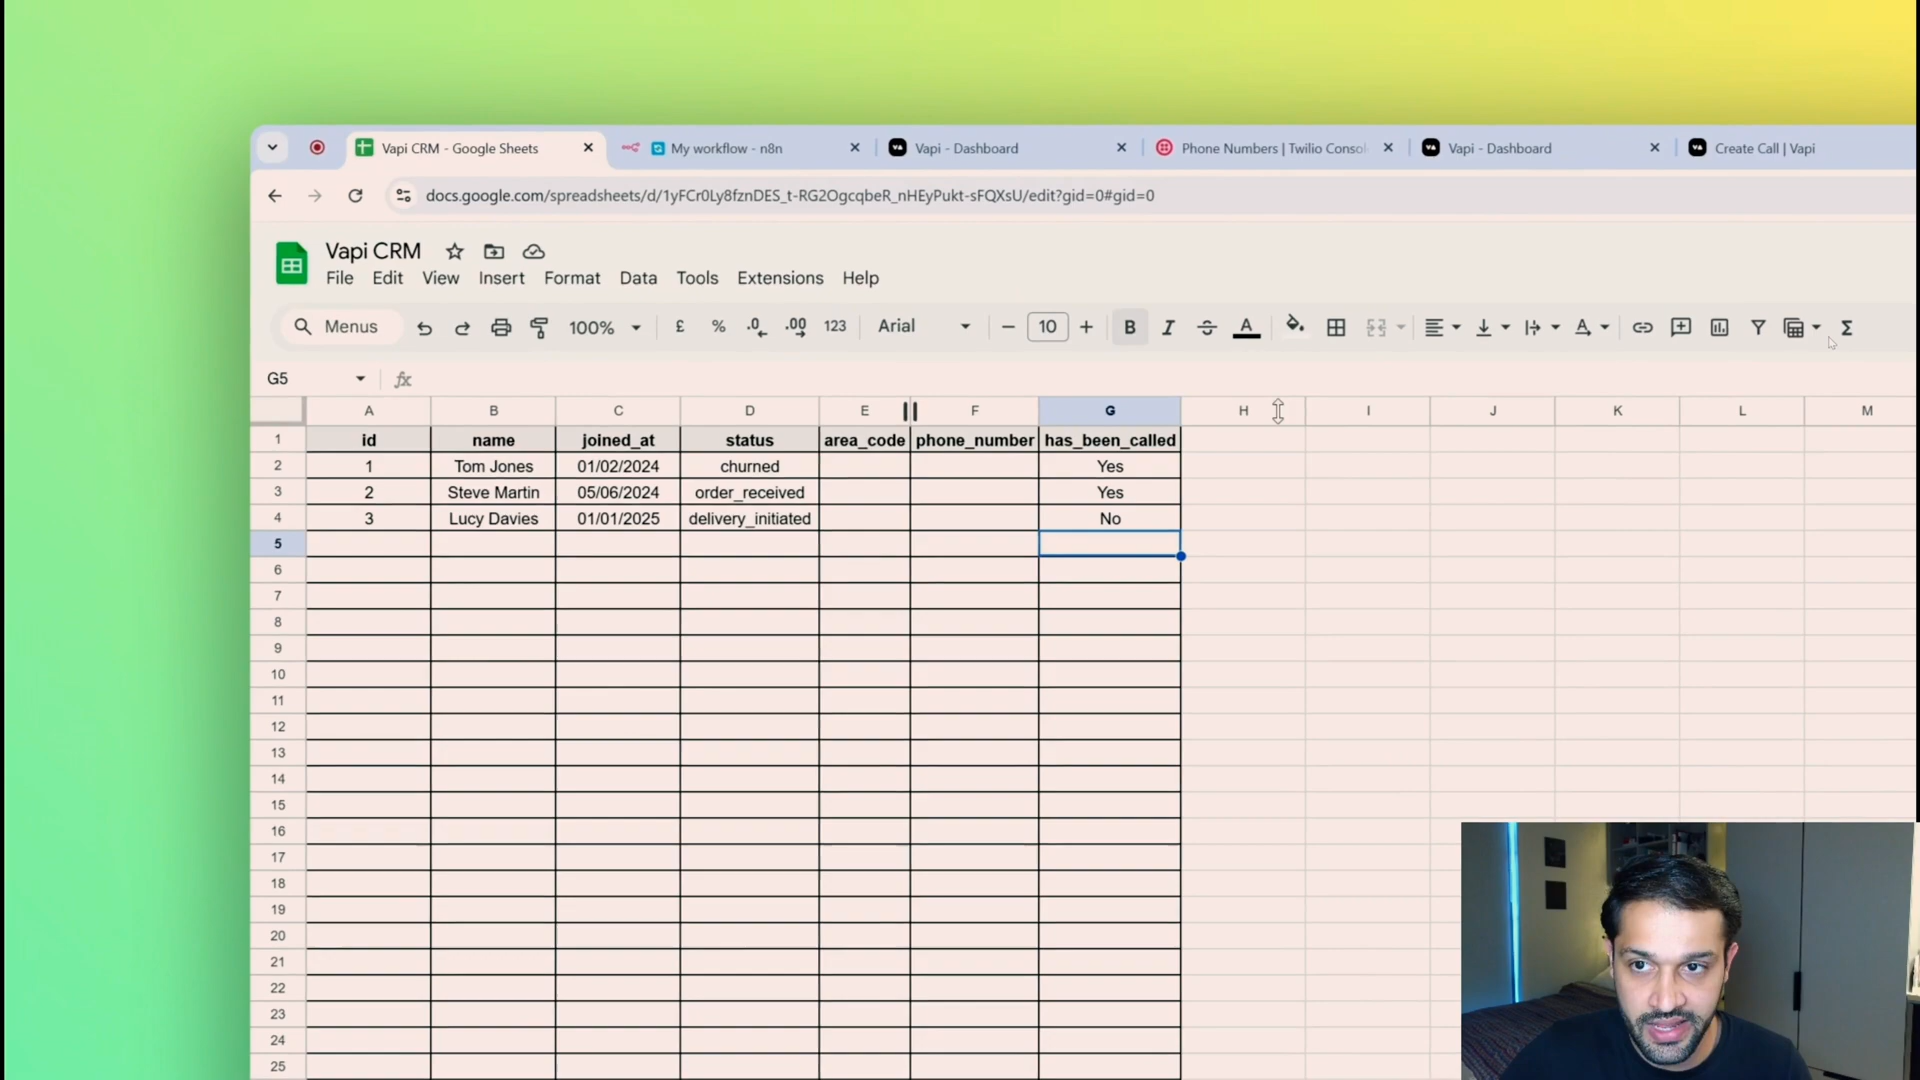 Vapi CRM - Google Sheets
My workflow - n8n
Vapi - Dashboard
Phone Numbers | Twilio Consol
Vapi - Dashboard
Create Call | Vapi
docs.google.com/spreadsheets/d/1yFCr0Ly8fznDES_t-RG2OgcqbeR_nHEyPukt-sFQXsU/edit?gid=0#gid=0
Vapi CRM
File Edit View Insert Format Data Tools Extensions Help
Menus 100% £ % .0 .00 123 Arial 10 B I A Σ
G5 fx
A B C D E F G H I J K L M
1 id name joined_at status area_code phone_number has_been_called
2 1 Tom Jones 01/02/2024 churned Yes
3 2 Steve Martin 05/06/2024 order_received Yes
4 3 Lucy Davies 01/01/2025 delivery_initiated No
5
6
7
8
9
10
11
12
13
14
15
16
17
18
19
20
21
22
23
24
25